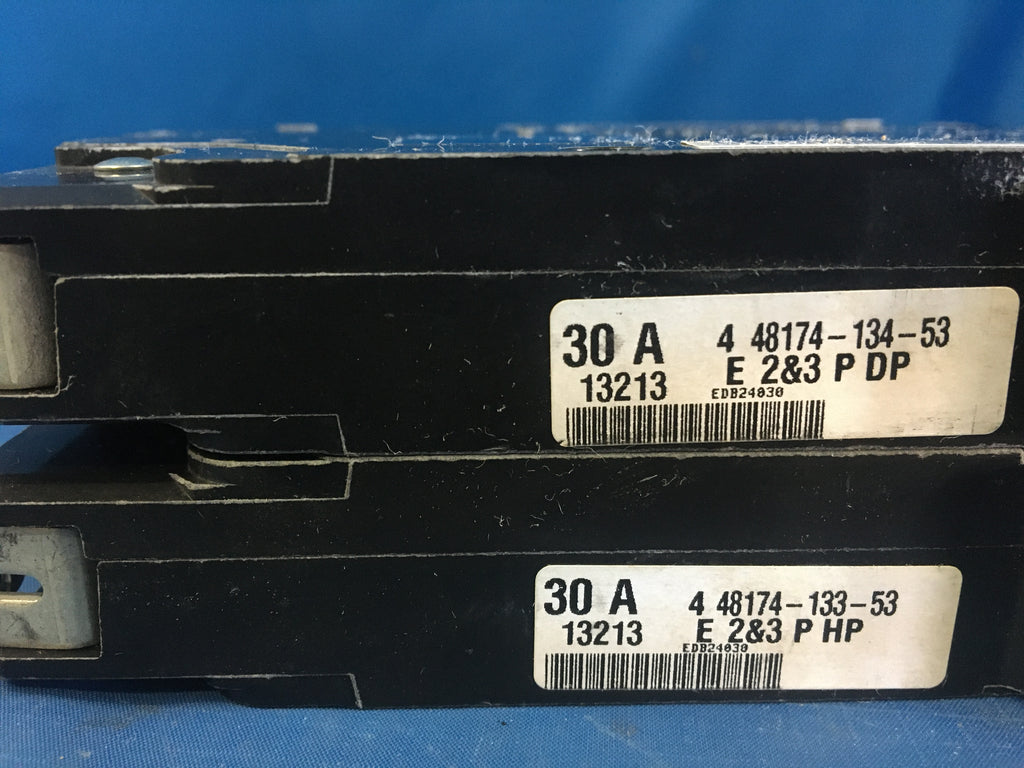 30 A 4 48174-134-53
13213 E 2&3 P DP
EDB24030
30 A 4 48174-133-53
13213 E 2&3 P HP
EDB24030